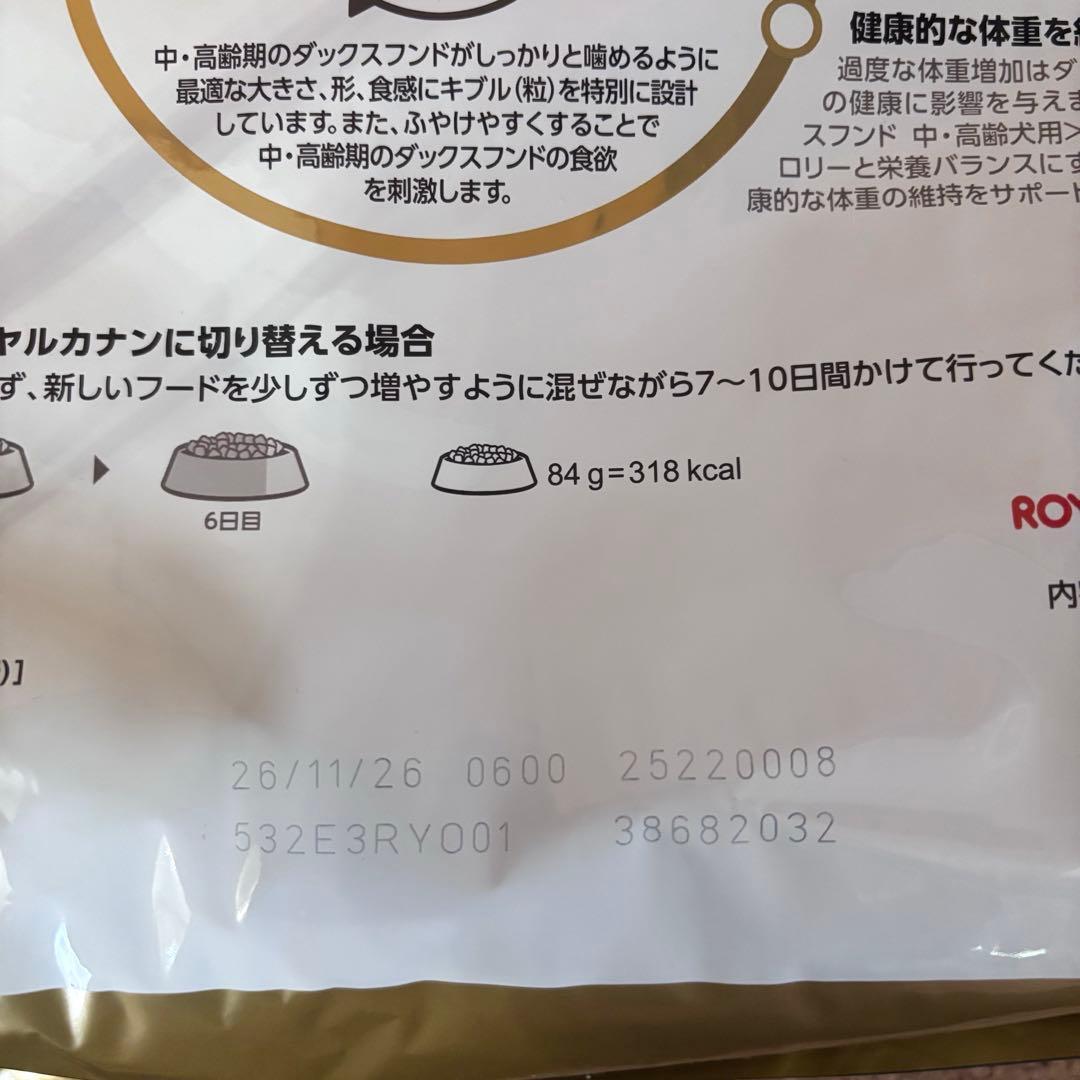 中・高齢期のダックスフンドがしっかりと噛めるように
最適な大きさ、形、食感にキブル（粒）を特別に設計
しています。また、ふやけやすくすることで
中・高齢期のダックスフンドの食欲
を刺激します。
健康的な体重を
過度な体重増加はダ
の健康に影響を与えま
スフンド 中・高齢犬用>
ロリーと栄養バランスにす
康的な体重の維持をサポート
ヤルカナンに切り替える場合
ず、新しいフードを少しずつ増やすように混ぜながら7～10日間かけて行ってくだ
6日目
84 g=318 kcal
ROY
内
)]
26/11/26 0600 25220008
532E3RYO01 38682032